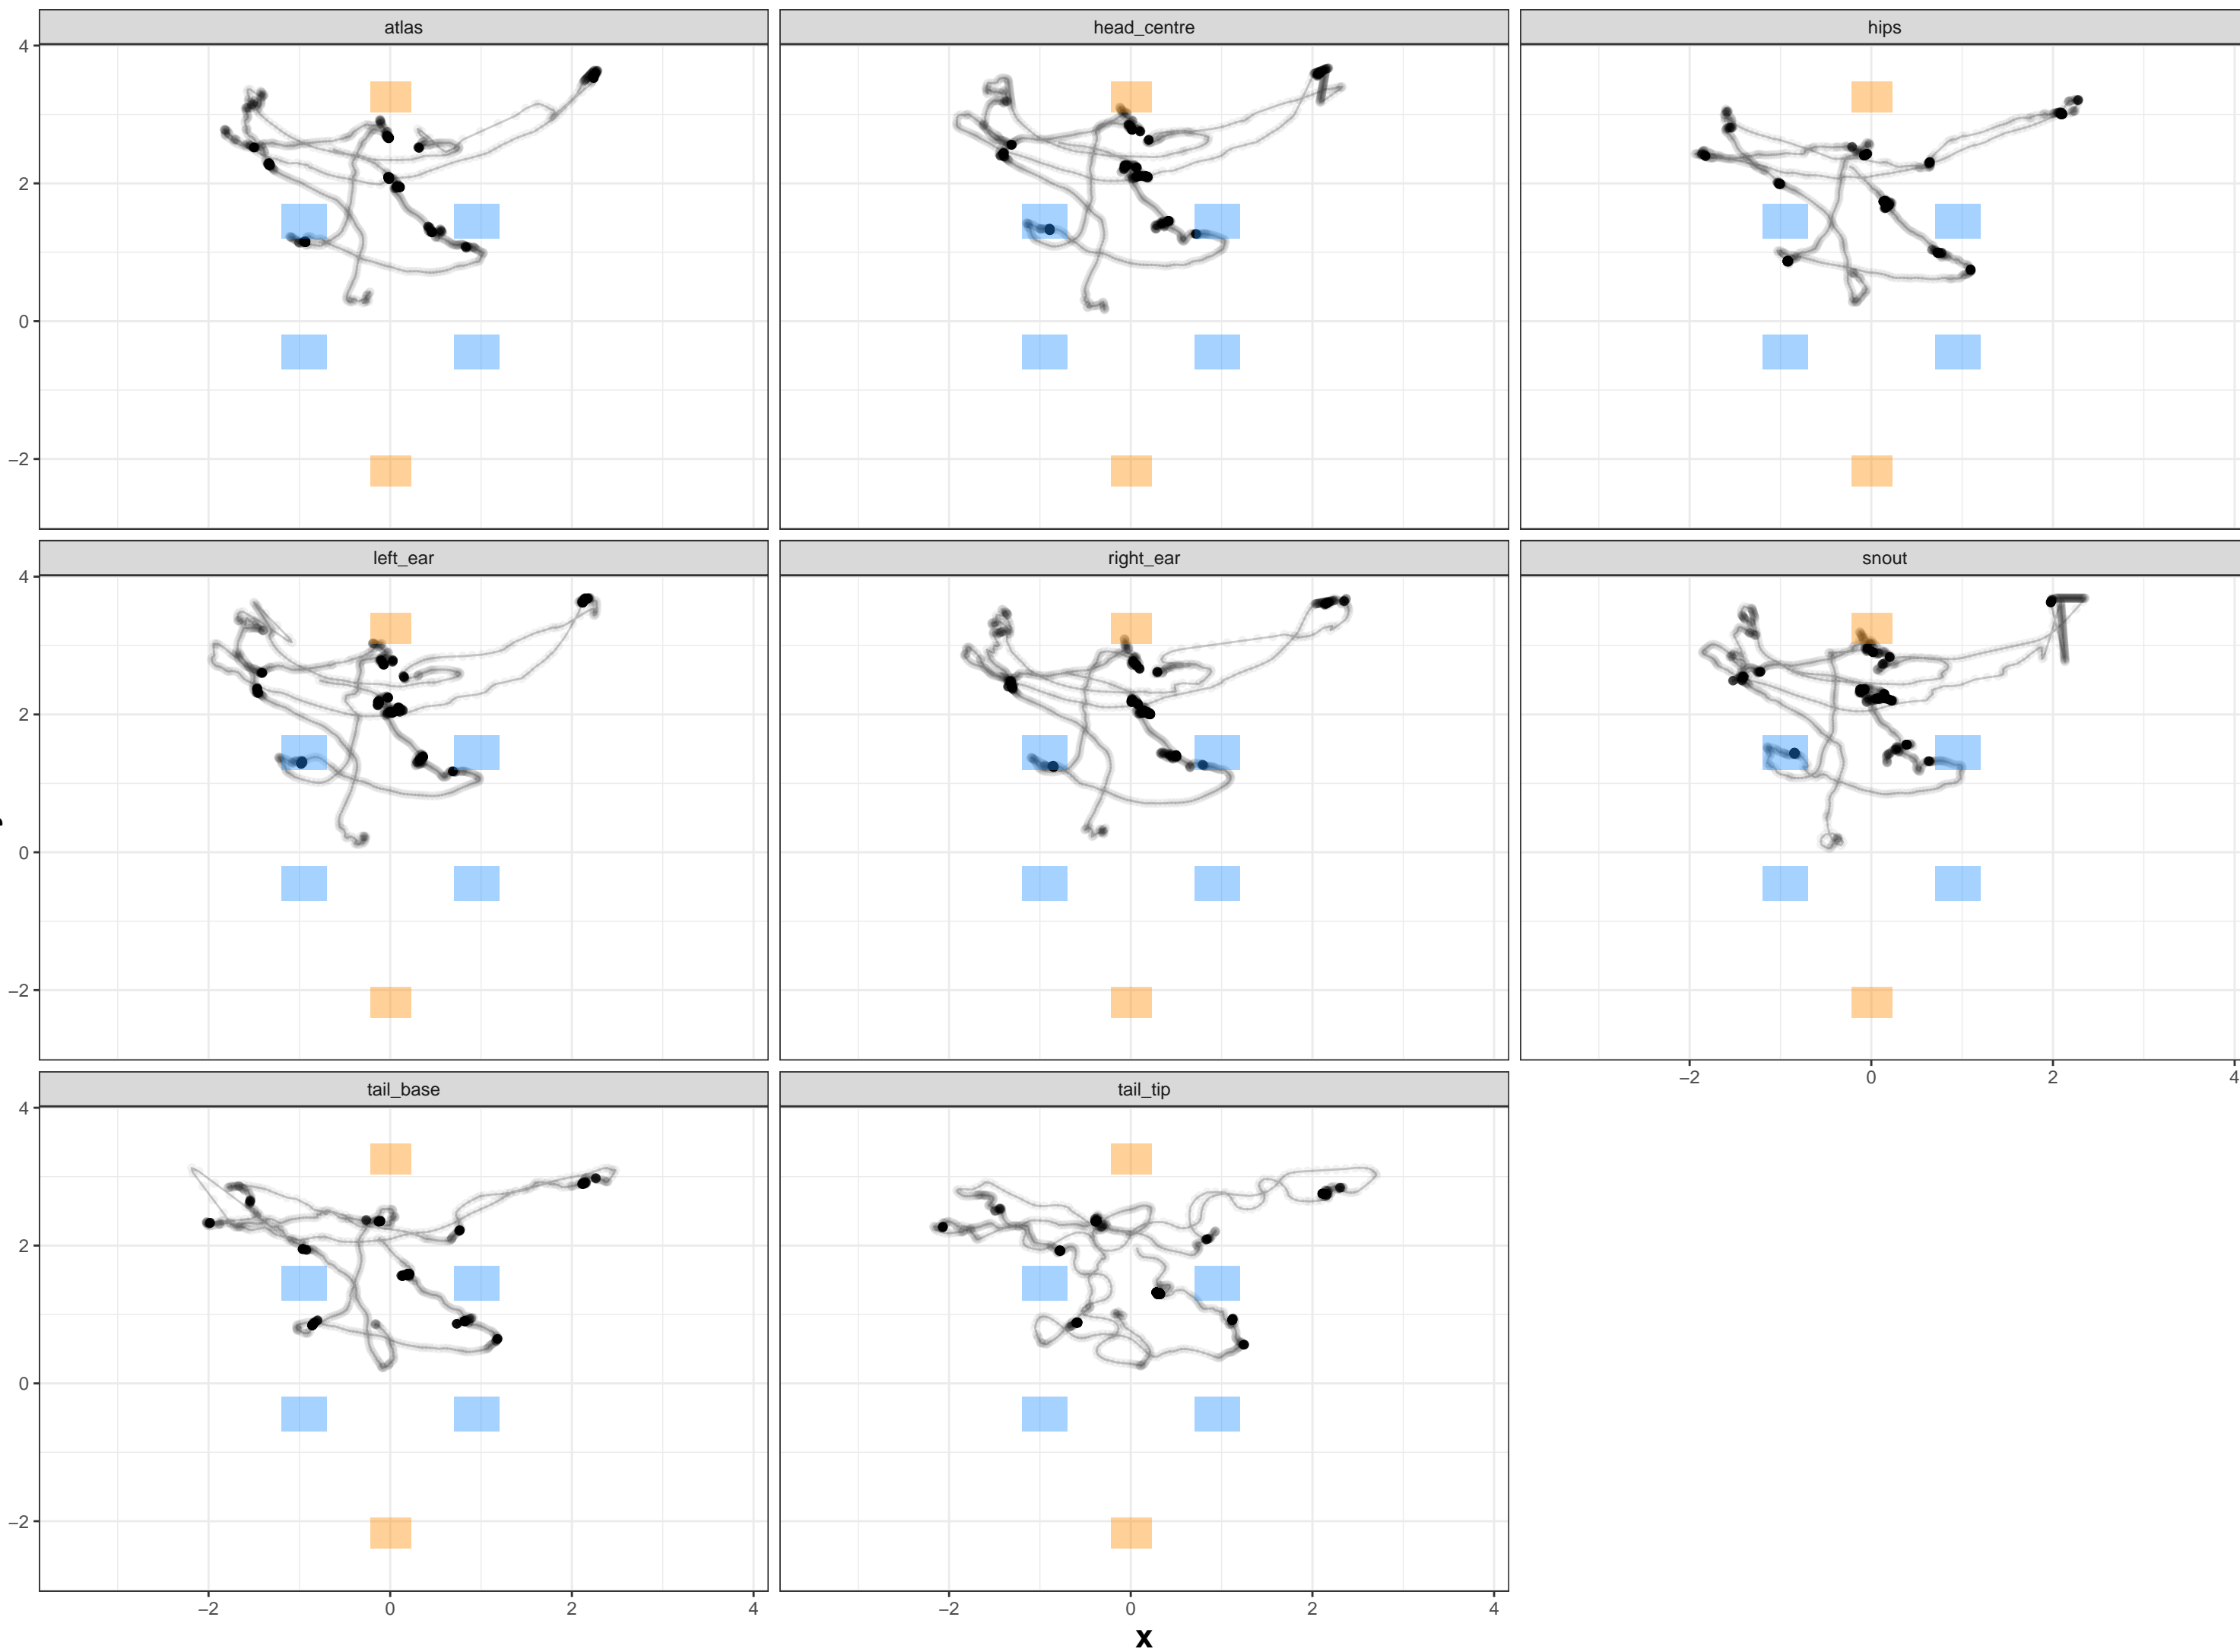 atlas head_centre hips
4
2
0
−2
left_ear right_ear snout
4
2
0
−2
−2 0 2 4
tail_base tail_tip
4
2
0
−2
−2 0 2 4 −2 0 2 4
x